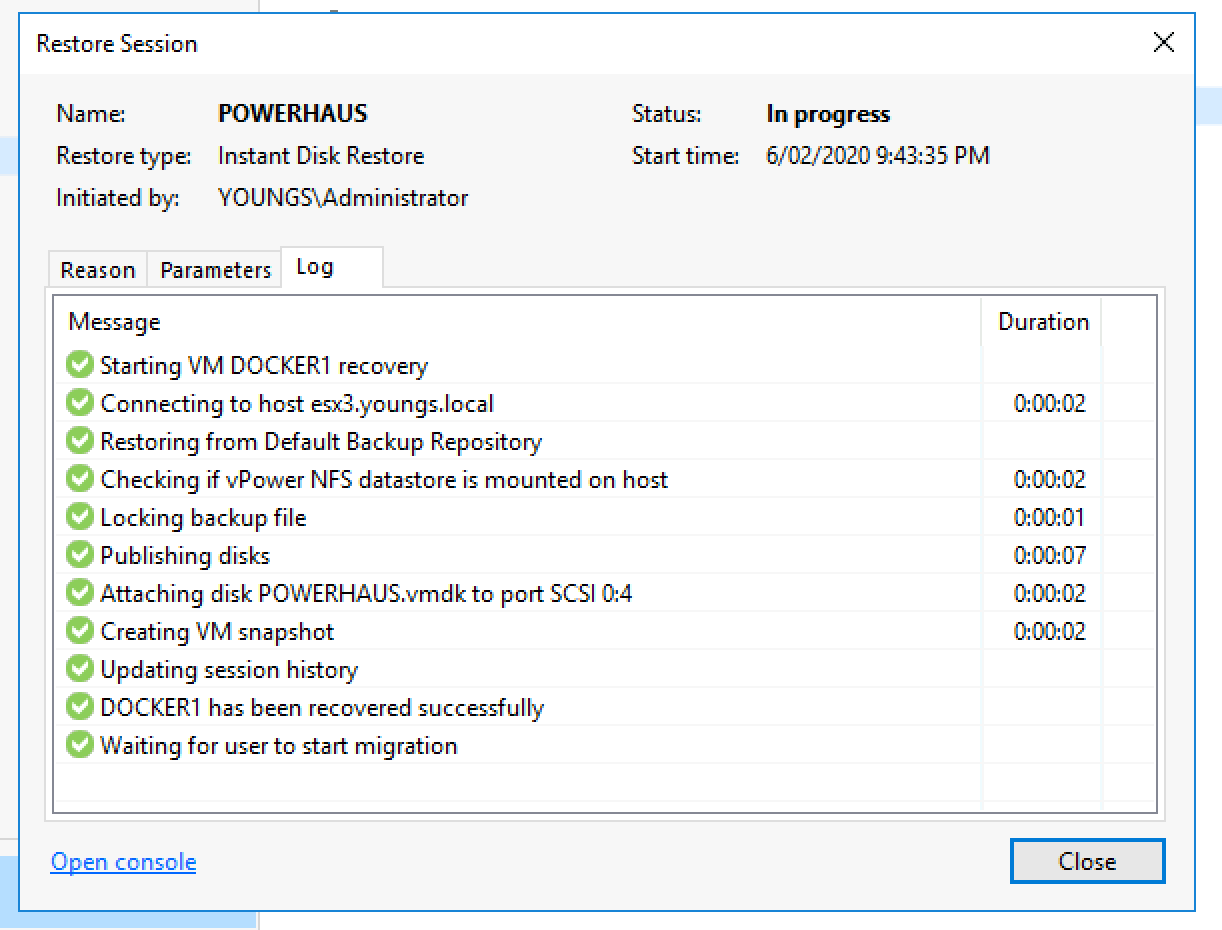 Restore Session
Name: POWERHAUS Status: In progress
Restore type: Instant Disk Restore Start time: 6/02/2020 9:43:35 PM
Initiated by: YOUNGS\Administrator
Reason Parameters Log
Message Duration
Starting VM DOCKER1 recovery
Connecting to host esx3.youngs.local 0:00:02
Restoring from Default Backup Repository
Checking if vPower NFS datastore is mounted on host 0:00:02
Locking backup file 0:00:01
Publishing disks 0:00:07
Attaching disk POWERHAUS.vmdk to port SCSI 0:4 0:00:02
Creating VM snapshot 0:00:02
Updating session history
DOCKER1 has been recovered successfully
Waiting for user to start migration
Open console Close